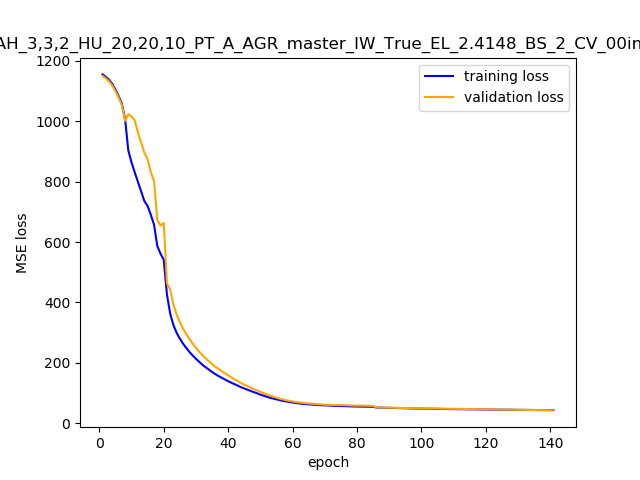 AH_3,3,2_HU_20,20,10_PT_A_AGR_master_IW_True_EL_2.4148_BS_2_CV_00in
training loss
validation loss
MSE loss
1200
1000
800
600
400
200
0
0 20 40 60 80 100 120 140
epoch